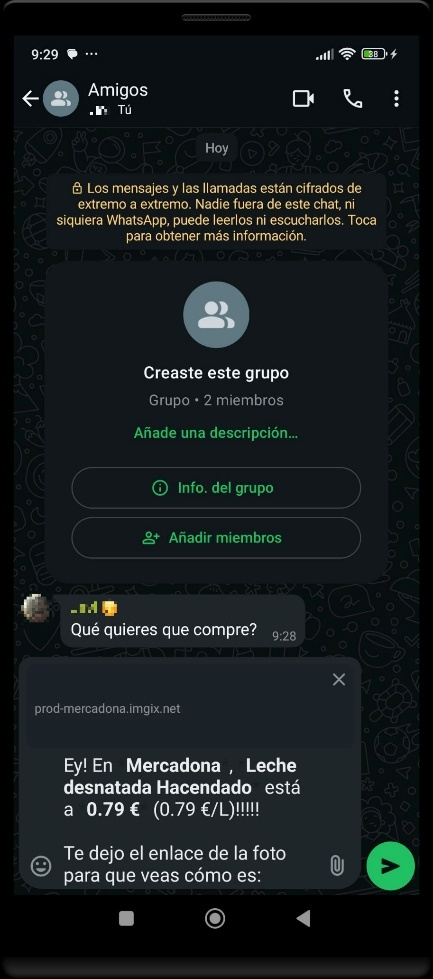 9:29
38
Amigos
Tú
Hoy
Los mensajes y las llamadas están cifrados de
extremo a extremo. Nadie fuera de este chat, ni
siquiera WhatsApp, puede leerlos ni escucharlos. Toca
para obtener más información.
Creaste este grupo
Grupo • 2 miembros
Añade una descripción...
Info. del grupo
Añadir miembros
Qué quieres que compre? 9:28
prod-mercadona.imgix.net
Ey! En Mercadona , Leche
desnatada Hacendado está
a 0.79 € (0.79 €/L)!!!!!
Te dejo el enlace de la foto
para que veas cómo es: